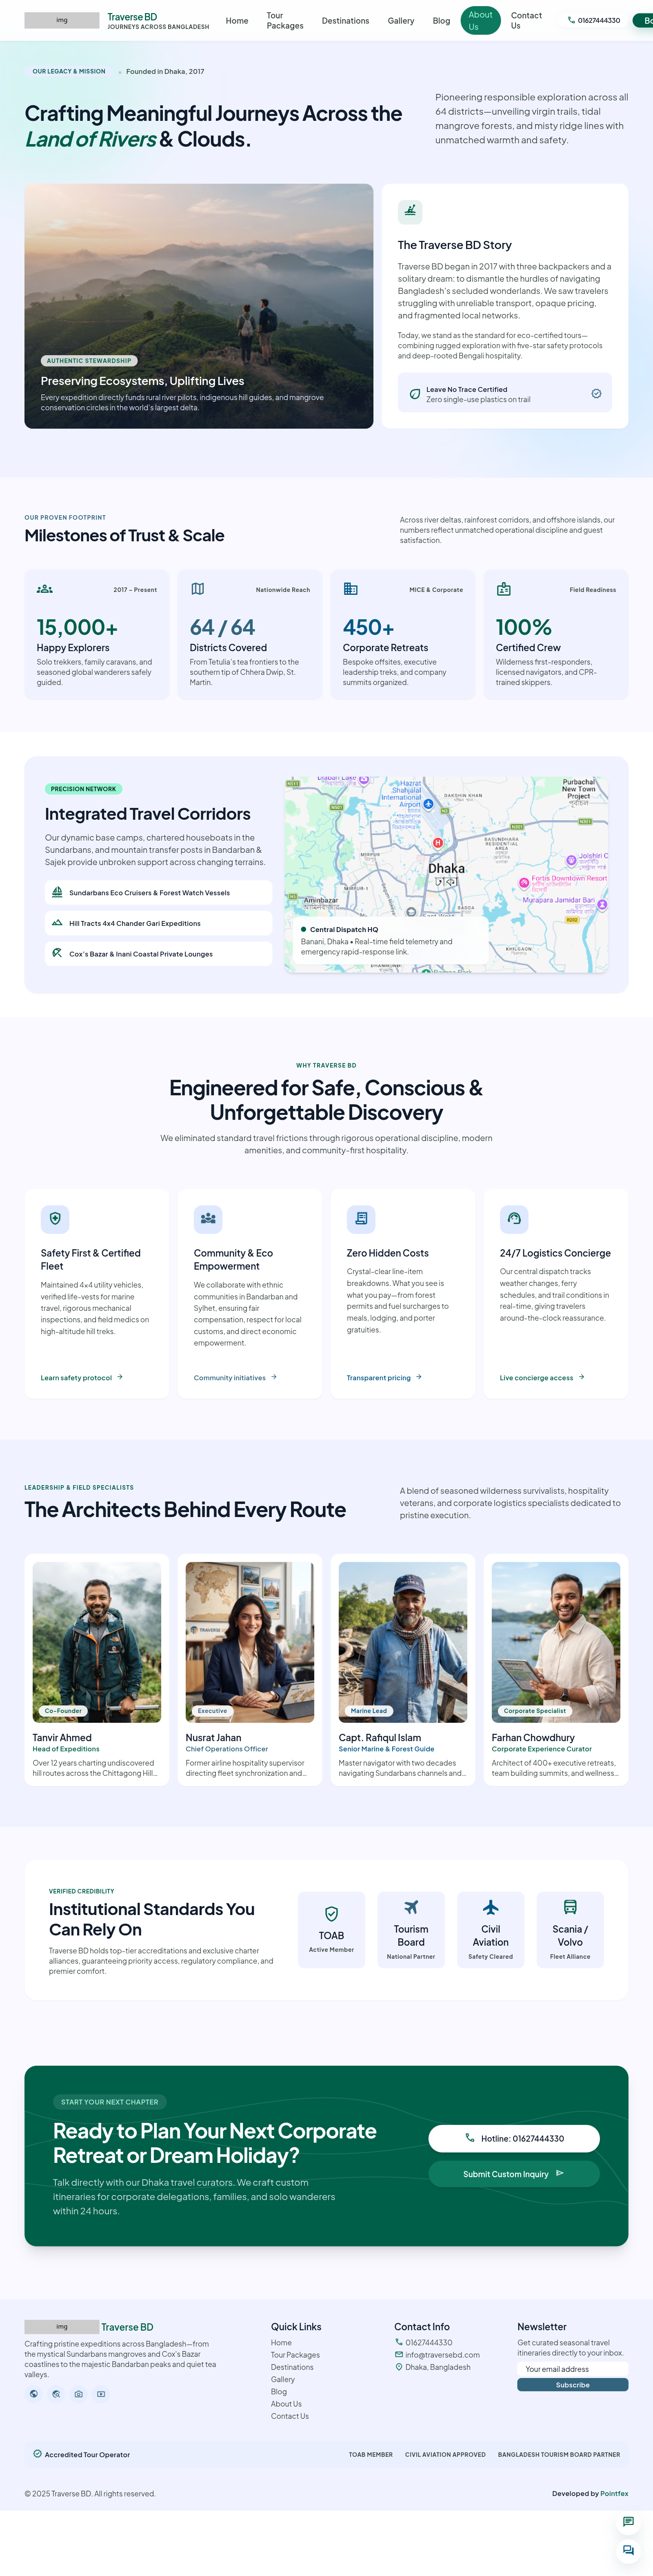 img
Traverse BD
JOURNEYS ACROSS BANGLADESH
Home
Tour Packages
Destinations
Gallery
Blog
About Us
Contact Us
01627444330
OUR LEGACY & MISSION
Founded in Dhaka, 2017
Crafting Meaningful Journeys Across the
Land of Rivers & Clouds.
Pioneering responsible exploration across all
64 districts—unveiling virgin trails, tidal
mangrove forests, and misty ridge lines with
unmatched warmth and safety.
AUTHENTIC STEWARDSHIP
Preserving Ecosystems, Uplifting Lives
Every expedition directly funds rural river pilots, indigenous hill guides, and mangrove
conservation circles in the world's largest delta.
The Traverse BD Story
Traverse BD began in 2017 with three backpackers and a
solitary dream: to dismantle the hurdles of navigating
Bangladesh's secluded wonderlands. We saw travelers
struggling with unreliable transport, opaque pricing,
and fragmented local networks.
Today, we stand as the standard for eco-certified tours—
combining rugged exploration with five-star safety protocols
and deep-rooted Bengali hospitality.
Leave No Trace Certified
Zero single-use plastics on trail
OUR PROVEN FOOTPRINT
Milestones of Trust & Scale
Across river deltas, rainforest corridors, and offshore islands, our
numbers reflect unmatched operational discipline and guest
satisfaction.
2017 – Present
15,000+
Happy Explorers
Solo trekkers, family caravans, and
seasoned global wanderers safely
guided.
Nationwide Reach
64 / 64
Districts Covered
From Tetulia's tea frontiers to the
southern tip of Chhera Dwip, St.
Martin.
MICE & Corporate
450+
Corporate Retreats
Bespoke offsites, executive
leadership treks, and company
summits organized.
Field Readiness
100%
Certified Crew
Wilderness first-responders,
licensed navigators, and CPR-
trained skippers.
PRECISION NETWORK
Integrated Travel Corridors
Our dynamic base camps, chartered houseboats in the
Sundarbans, and mountain transfer posts in Bandarban &
Sajek provide unbroken support across changing terrains.
Sundarbans Eco Cruisers & Forest Watch Vessels
Hill Tracts 4x4 Chander Gari Expeditions
Cox's Bazar & Inani Coastal Private Lounges
Hazrat
Shahjalal
International
Airport
DAKSHIN KHAN
Purbachal
New Town
Project
BASUNDHARA
RESIDENTIAL
AREA
MIRPUR
MIRPUR-1
Dhaka
ঢাকা
BADDA
Aminbazar
Fortis Downtown Resort
Murapara Jamidar Bari
KHILGAON
Central Dispatch HQ
Banani, Dhaka • Real-time field telemetry and
emergency rapid-response link.
WHY TRAVERSE BD
Engineered for Safe, Conscious &
Unforgettable Discovery
We eliminated standard travel frictions through rigorous operational discipline, modern
amenities, and community-first hospitality.
Safety First & Certified
Fleet
Maintained 4x4 utility vehicles,
verified life-vests for marine
travel, rigorous mechanical
inspections, and field medics on
high-altitude hill treks.
Learn safety protocol
Community & Eco
Empowerment
We collaborate with ethnic
communities in Bandarban and
Sylhet, ensuring fair
compensation, respect for local
customs, and direct economic
empowerment.
Community initiatives
Zero Hidden Costs
Crystal-clear line-item
breakdowns. What you see is
what you pay—from forest
permits and fuel surcharges to
meals, lodging, and porter
gratuities.
Transparent pricing
24/7 Logistics Concierge
Our central dispatch tracks
weather changes, ferry
schedules, and trail conditions in
real-time, giving travelers
around-the-clock reassurance.
Live concierge access
LEADERSHIP & FIELD SPECIALISTS
The Architects Behind Every Route
A blend of seasoned wilderness survivalists, hospitality
veterans, and corporate logistics specialists dedicated to
pristine execution.
Co-Founder
Tanvir Ahmed
Head of Expeditions
Over 12 years charting undiscovered
hill routes across the Chittagong Hill...
TRAVERSE
Executive
Nusrat Jahan
Chief Operations Officer
Former airline hospitality supervisor
directing fleet synchronization and...
Marine Lead
Capt. Rafiqul Islam
Senior Marine & Forest Guide
Master navigator with two decades
navigating Sundarbans channels and...
Corporate Specialist
Farhan Chowdhury
Corporate Experience Curator
Architect of 400+ executive retreats,
team building summits, and wellness...
VERIFIED CREDIBILITY
Institutional Standards You
Can Rely On
Traverse BD holds top-tier accreditations and exclusive charter
alliances, guaranteeing priority access, regulatory compliance, and
premier comfort.
TOAB
Active Member
Tourism
Board
National Partner
Civil
Aviation
Safety Cleared
Scania /
Volvo
Fleet Alliance
START YOUR NEXT CHAPTER
Ready to Plan Your Next Corporate
Retreat or Dream Holiday?
Talk directly with our Dhaka travel curators. We craft custom
itineraries for corporate delegations, families, and solo wanderers
within 24 hours.
Hotline: 01627444330
Submit Custom Inquiry
img
Traverse BD
Crafting pristine expeditions across Bangladesh—from
the mystical Sundarbans mangroves and Cox's Bazar
coastlines to the majestic Bandarban peaks and quiet tea
valleys.
Quick Links
Home
Tour Packages
Destinations
Gallery
Blog
About Us
Contact Us
Contact Info
01627444330
info@traversebd.com
Dhaka, Bangladesh
Newsletter
Get curated seasonal travel
itineraries directly to your inbox.
Your email address
Subscribe
Accredited Tour Operator
TOAB MEMBER
CIVIL AVIATION APPROVED
BANGLADESH TOURISM BOARD PARTNER
© 2025 Traverse BD. All rights reserved.
Developed by Pointfex